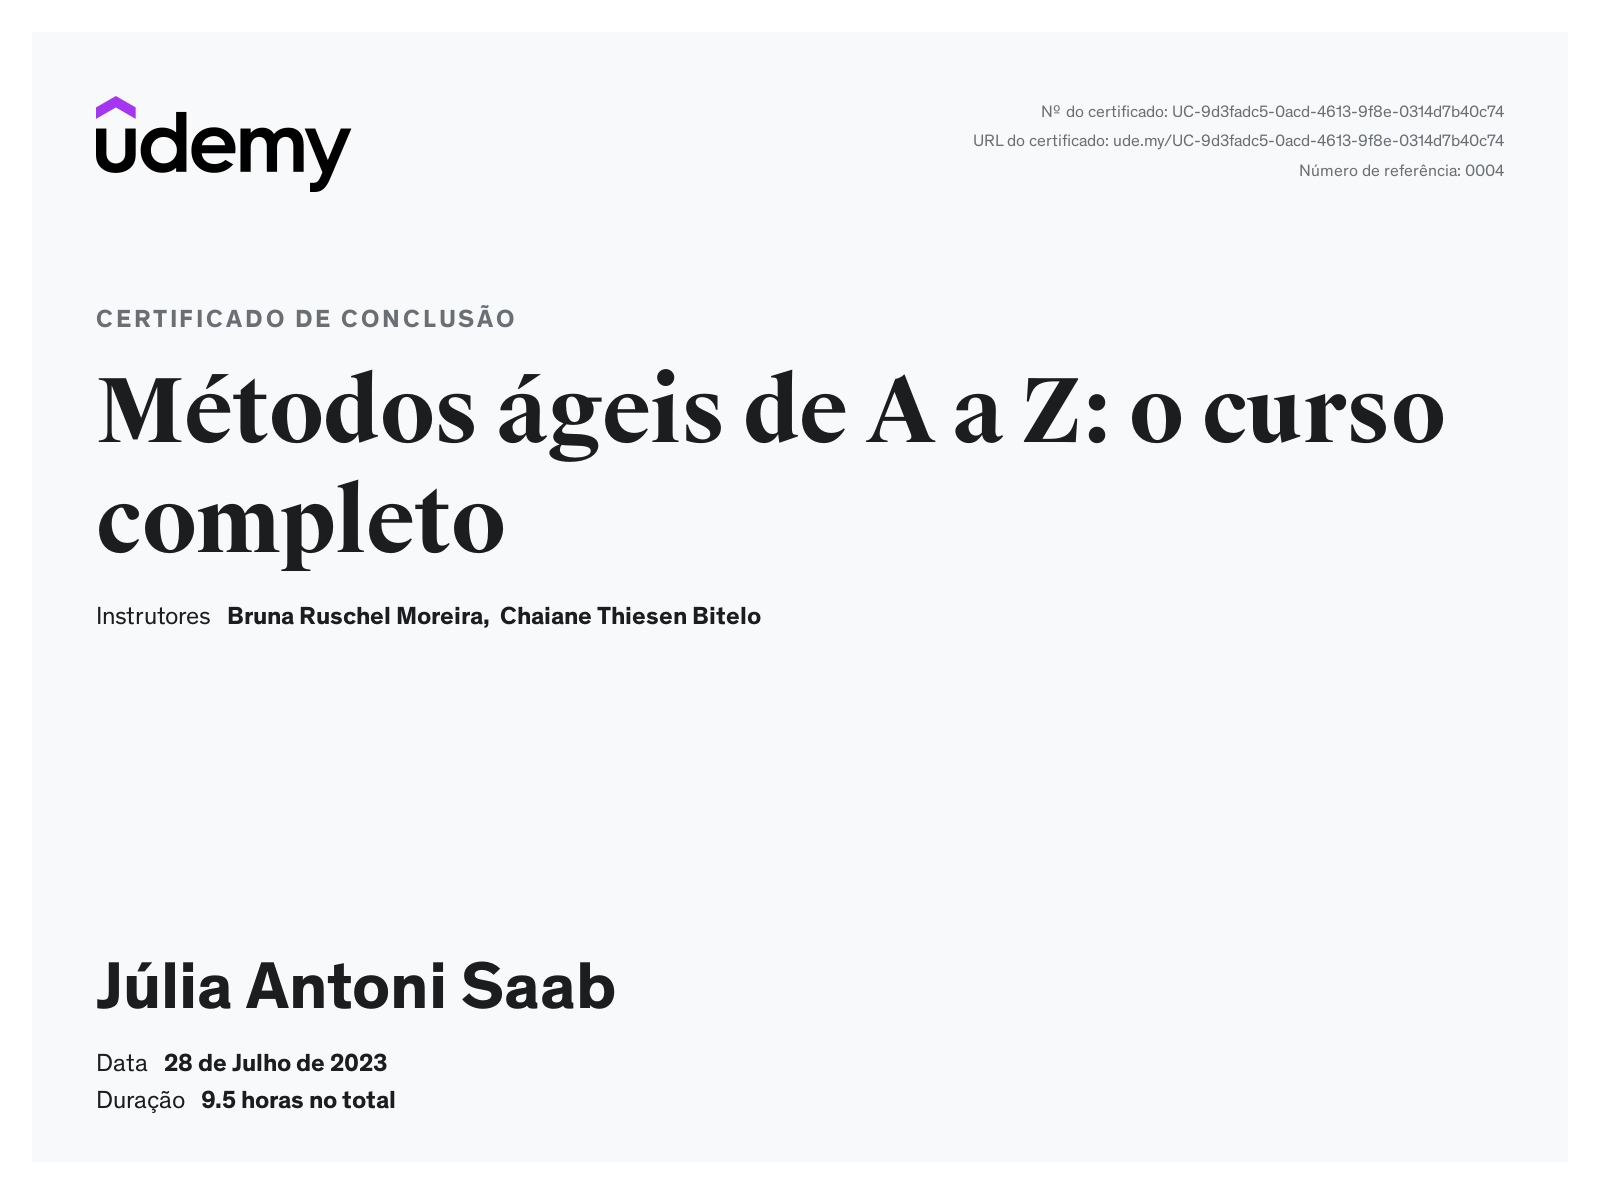 udemy
Nº do certificado: UC-9d3fadc5-0acd-4613-9f8e-0314d7b40c74
URL do certificado: ude.my/UC-9d3fadc5-0acd-4613-9f8e-0314d7b40c74
Número de referência: 0004
CERTIFICADO DE CONCLUSÃO
Métodos ágeis de A a Z: o curso
completo
Instrutores Bruna Ruschel Moreira, Chaiane Thiesen Bitelo
Júlia Antoni Saab
Data 28 de Julho de 2023
Duração 9.5 horas no total